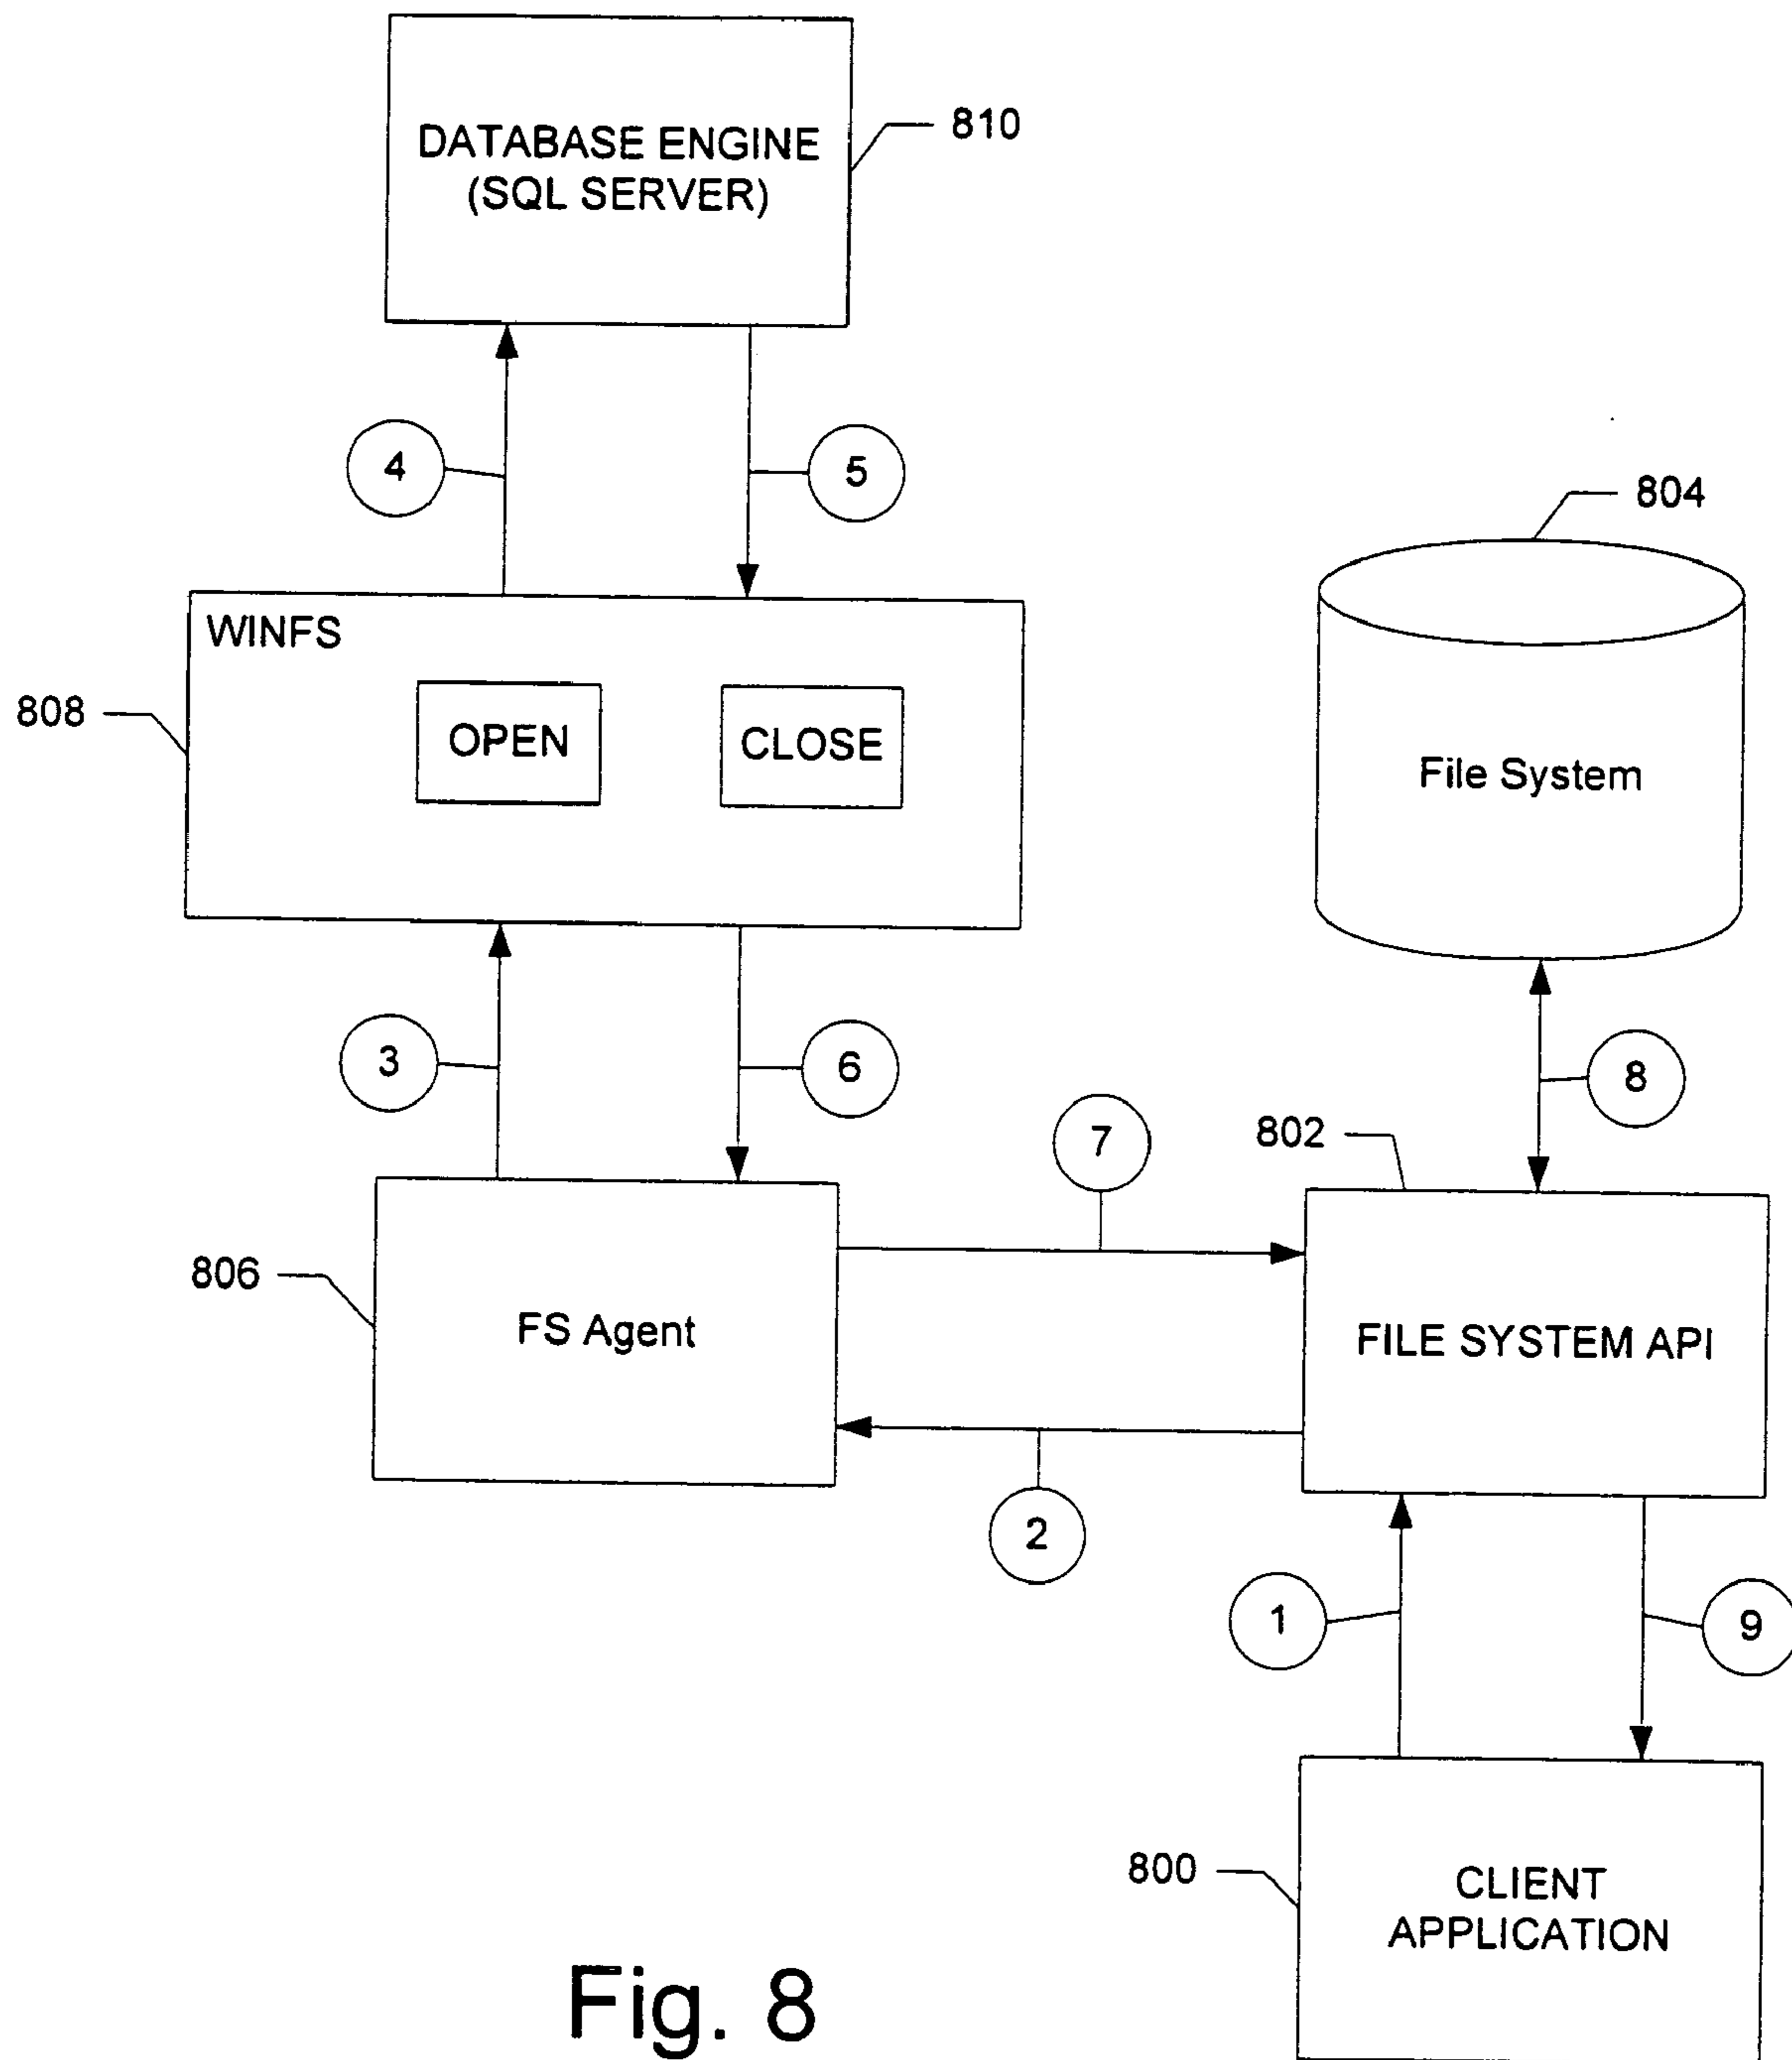 DATABASE ENGINE
(SQL SERVER)
810
4
5
804
WINFS
808
OPEN
CLOSE
File System
3
6
8
7
802
806
FS Agent
FILE SYSTEM API
2
1
9
800
CLIENT
APPLICATION
Fig. 8